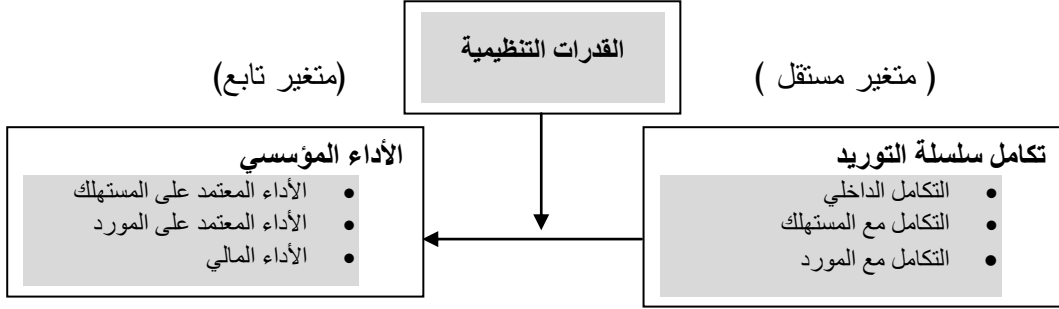 القدرات التنظيمية
( متغير مستقل )
(متغير تابع)
تكامل سلسلة التوريد
• التكامل الداخلي
• التكامل مع المستهلك
• التكامل مع المورد
الأداء المؤسسي
• الأداء المعتمد على المستهلك
• الأداء المعتمد على المورد
• الأداء المالي